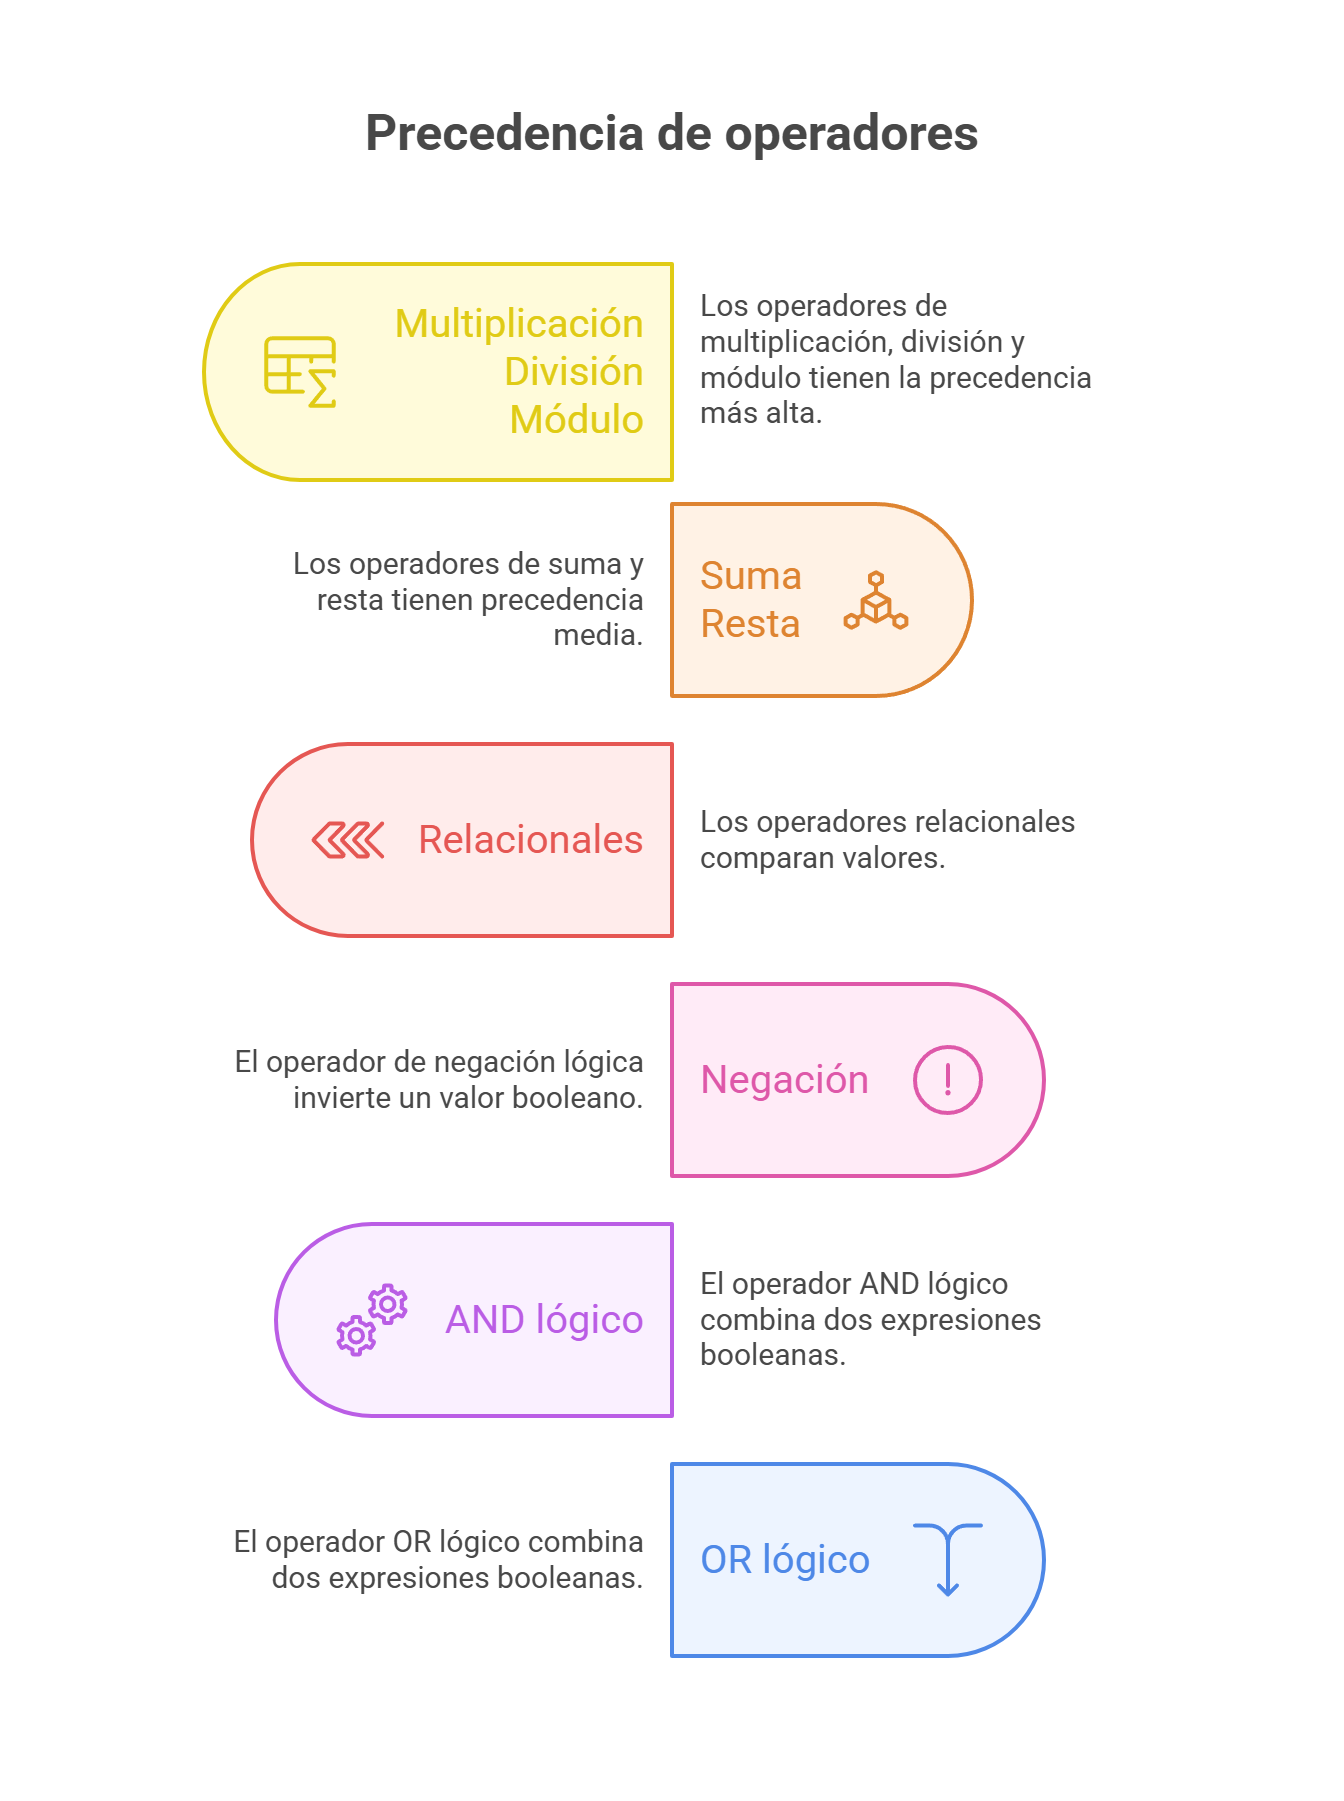 Precedencia de operadores
Multiplicación
División
Módulo
Los operadores de
multiplicación, división y
módulo tienen la precedencia
más alta.
Los operadores de suma y
resta tienen precedencia
media.
Suma
Resta
Relacionales
Los operadores relacionales
comparan valores.
El operador de negación lógica
invierte un valor booleano.
Negación
AND lógico
El operador AND lógico
combina dos expresiones
booleanas.
El operador OR lógico combina
dos expresiones booleanas.
OR lógico